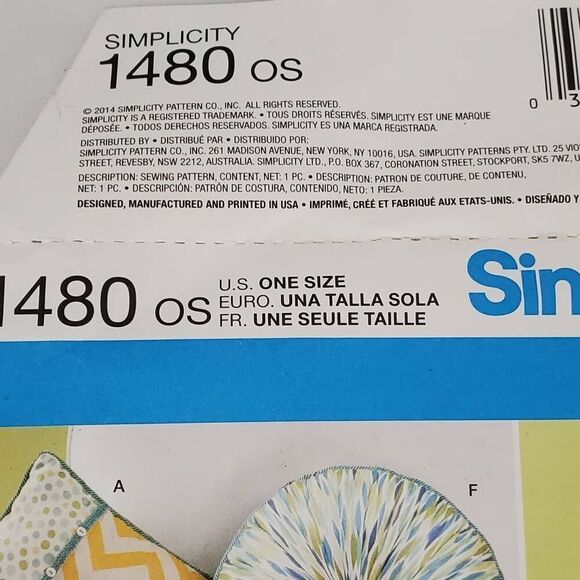 SIMPLICITY
1480 OS
© 2014 SIMPLICITY PATTERN CO., INC. ALL RIGHTS RESERVED.
SIMPLICITY IS A REGISTERED TRADEMARK. • TOUS DROITS RÉSERVÉS. SIMPLICITY EST UNE MARQUE
DÉPOSÉE. • TODOS DERECHOS RESERVADOS. SIMPLICITY ES UNA MARCA REGISTRADA.
DISTRIBUTED BY • DISTRIBUÉ PAR • DISTRIBUIDO POR:
SIMPLICITY PATTERN CO., INC. 261 MADISON AVENUE, NEW YORK, NY 10016, USA. SIMPLICITY PATTERNS PTY. LTD. 25 VIO
STREET, REVESBY, NSW 2212, AUSTRALIA. SIMPLICITY LTD., P.O. BOX 367, CORONATION STREET, STOCKPORT, SK5 7WZ, U
DESCRIPTION: SEWING PATTERN, CONTENT, NET: 1 PC. • DESCRIPTION: PATRON DE COUTURE, DE CONTENU,
NET: 1 PC. • DESCRIPCIÓN: PATRÓN DE COSTURA, CONTENIDO, NETO: 1 PIEZA.
DESIGNED, MANUFACTURED AND PRINTED IN USA • IMPRIMÉ, CRÉÉ ET FABRIQUÉ AUX ETATS-UNIS. • DISEÑADO Y
0 3
1480 OS
U.S. ONE SIZE
EURO. UNA TALLA SOLA
FR. UNE SEULE TAILLE
Sim
A
F